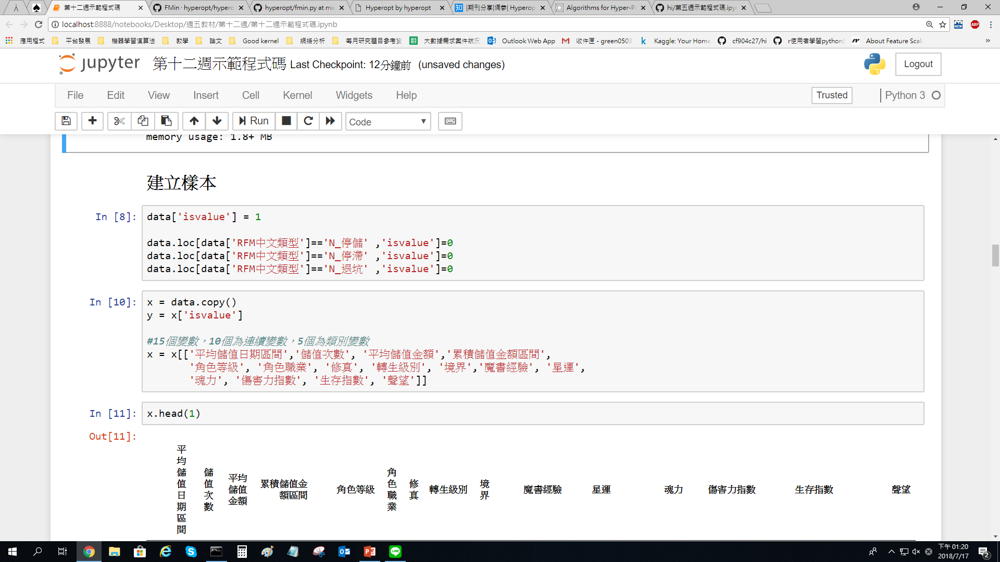 第十二週示範程式碼
FMin · hyperopt/hypero
hyperopt/fmin.py at ma
Hyperopt by hyperopt
|期刊分享|调参| Hyperop
Algorithms for Hyper-Pa
hi/第五週示範程式碼.ipyn
localhost:8888/notebooks/Desktop/週五教材/第十二週/第十二週示範程式碼.ipynb
NEW
ABP
應用程式
平台發展
機器學習演算法
教學
論文
Good kernel
網絡分析
每月研究題目參考資
大數據需求案件狀況
Outlook Web App
收件匣 - green0503
Kaggle: Your Home
cf904c27/hi
r使用者學習python
About Feature Scali
»
jupyter 第十二週示範程式碼 Last Checkpoint: 12分鐘前 (unsaved changes)
Logout
File Edit View Insert Cell Kernel Widgets Help
Trusted
Python 3
Run
Code
memory usage: 1.8+ MB
建立樣本
In [8]:
data['isvalue'] = 1
data.loc[data['RFM中文類型']=='N_停儲' ,'isvalue']=0
data.loc[data['RFM中文類型']=='N_停滯' ,'isvalue']=0
data.loc[data['RFM中文類型']=='N_退坑' ,'isvalue']=0
In [10]:
x = data.copy()
y = x['isvalue']
#15個變數，10個為連續變數，5個為類別變數
x = x[['平均儲值日期區間','儲值次數', '平均儲值金額','累積儲值金額區間',
'角色等級', '角色職業', '修真', '轉生級別', '境界','魔書經驗', '星運',
'魂力', '傷害力指數', '生存指數', '聲望']]
In [11]:
x.head(1)
Out[11]:
平均儲值日期區間
儲值次數
平均儲值金額
累積儲值金額區間
角色等級
角色職業
修真
轉生級別
境界
魔書經驗
星運
魂力
傷害力指數
生存指數
聲望
LINE
下午 01:20
2018/7/17
2